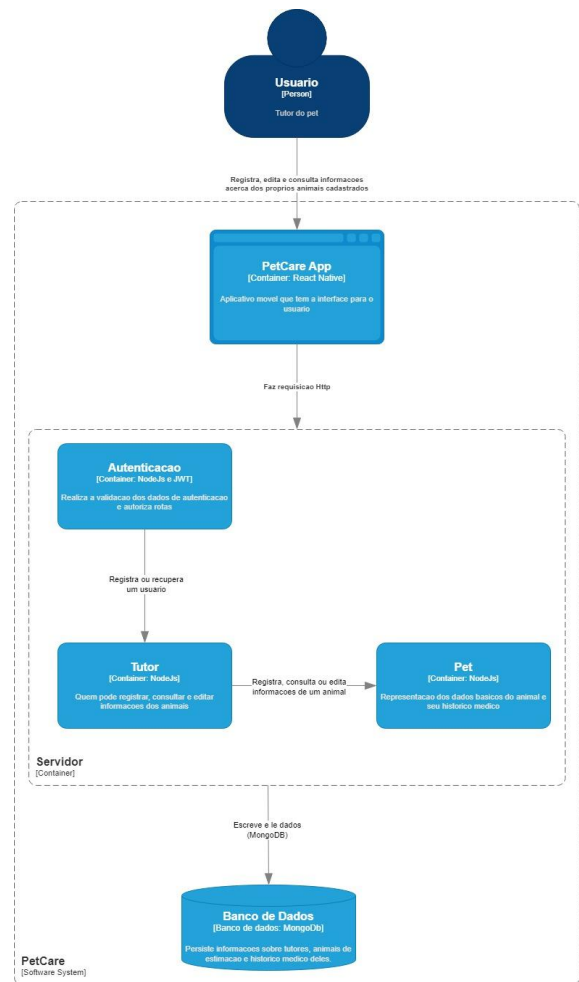 Usuario
[Person]
Tutor do pet
Registra, edita e consulta informacoes
acerca dos proprios animais cadastrados
PetCare App
[Container: React Native]
Aplicativo movel que tem a interface para o
usuario
Faz requisicao Http
Autenticacao
[Container: NodeJs e JWT]
Realiza a validacao dos dados de autenticacao
e autoriza rotas
Registra ou recupera
um usuario
Tutor
[Container: NodeJs]
Quem pode registrar, consultar e editar
informacoes dos animais
Registra, consulta ou edita
informacoes de um animal
Pet
[Container: NodeJs]
Representacao dos dados basicos do animal e
seu historico medico
Servidor
[Container]
Escreve e le dados
(MongoDB)
Banco de Dados
[Banco de dados: MongoDb]
Persiste informacoes sobre tutores, animais de
estimacao e historico medico deles.
PetCare
[Software System]